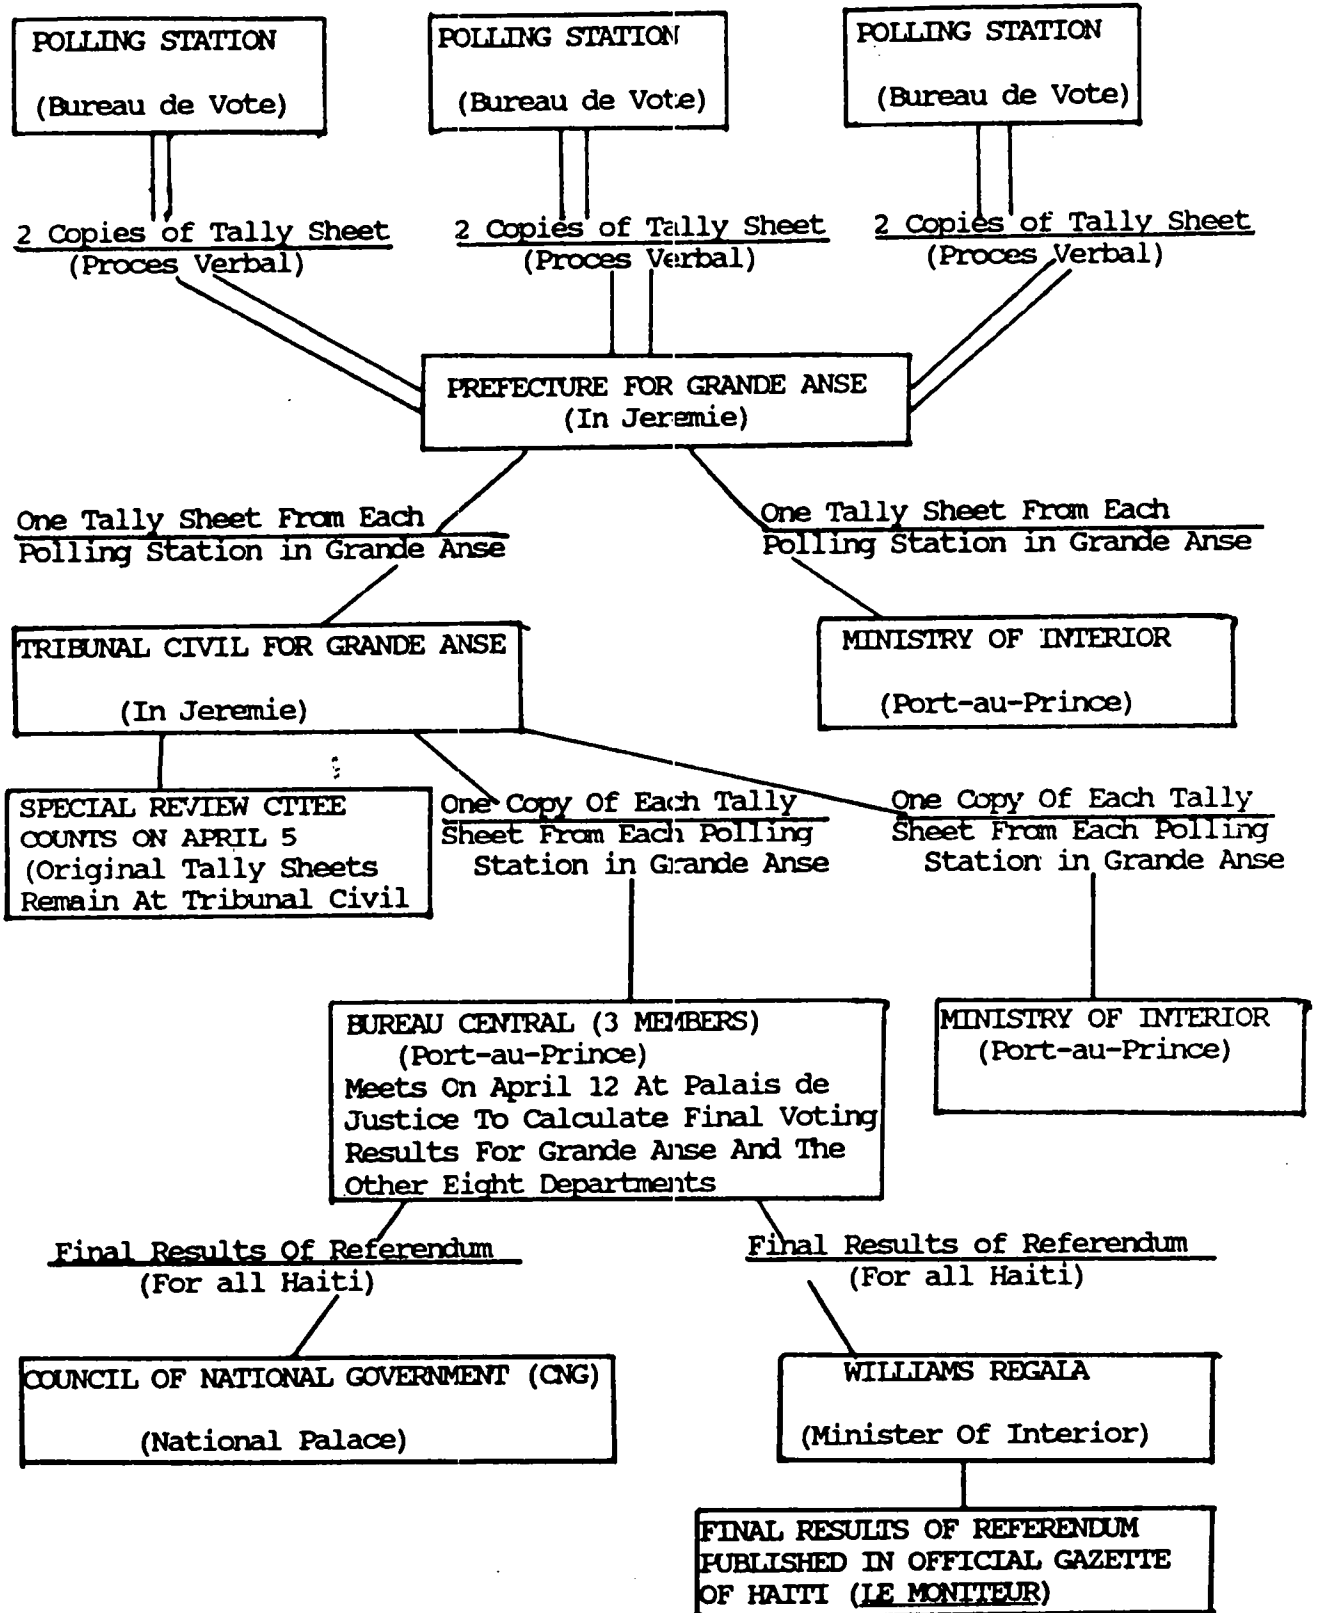 POLLING STATION
(Bureau de Vote)
POLLING STATION
(Bureau de Vote)
POLLING STATION
(Bureau de Vote)
2 Copies of Tally Sheet
(Proces Verbal)
2 Copies of Tally Sheet
(Proces Verbal)
2 Copies of Tally Sheet
(Proces Verbal)
PREFECTURE FOR GRANDE ANSE
(In Jeremie)
One Tally Sheet From Each
Polling Station in Grande Anse
One Tally Sheet From Each
Polling Station in Grande Anse
TRIBUNAL CIVIL FOR GRANDE ANSE
(In Jeremie)
MINISTRY OF INTERIOR
(Port-au-Prince)
SPECIAL REVIEW CTTEE
COUNTS ON APRIL 5
(Original Tally Sheets
Remain At Tribunal Civil
One Copy Of Each Tally
Sheet From Each Polling
Station in Grande Anse
One Copy Of Each Tally
Sheet From Each Polling
Station in Grande Anse
BUREAU CENTRAL (3 MEMBERS)
(Port-au-Prince)
Meets On April 12 At Palais de
Justice To Calculate Final Voting
Results For Grande Anse And The
Other Eight Departments
MINISTRY OF INTERIOR
(Port-au-Prince)
Final Results Of Referendum
(For all Haiti)
Final Results of Referendum
(For all Haiti)
COUNCIL OF NATIONAL GOVERNMENT (CNG)
(National Palace)
WILLIAMS REGALA
(Minister Of Interior)
FINAL RESULTS OF REFERENDUM
PUBLISHED IN OFFICIAL GAZETTE
OF HAITI (LE MONITEUR)